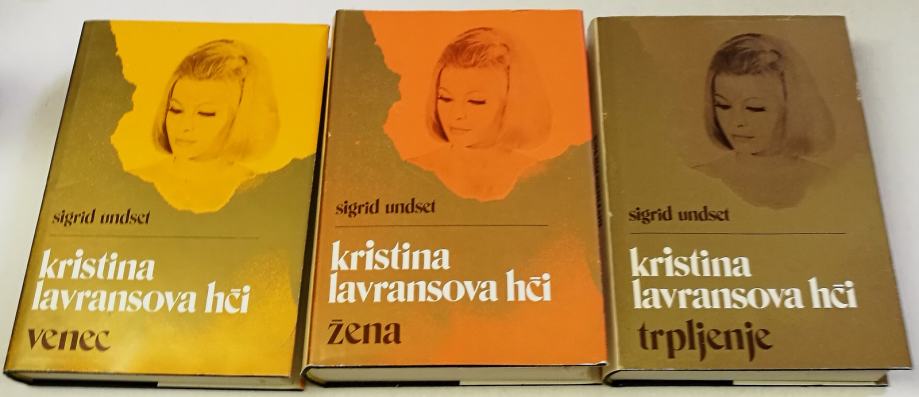 sigrid undset
kristina
lavransova hči
venec
sigrid undset
kristina
lavransova hči
žena
sigrid undset
kristina
lavransova hči
trpljenje